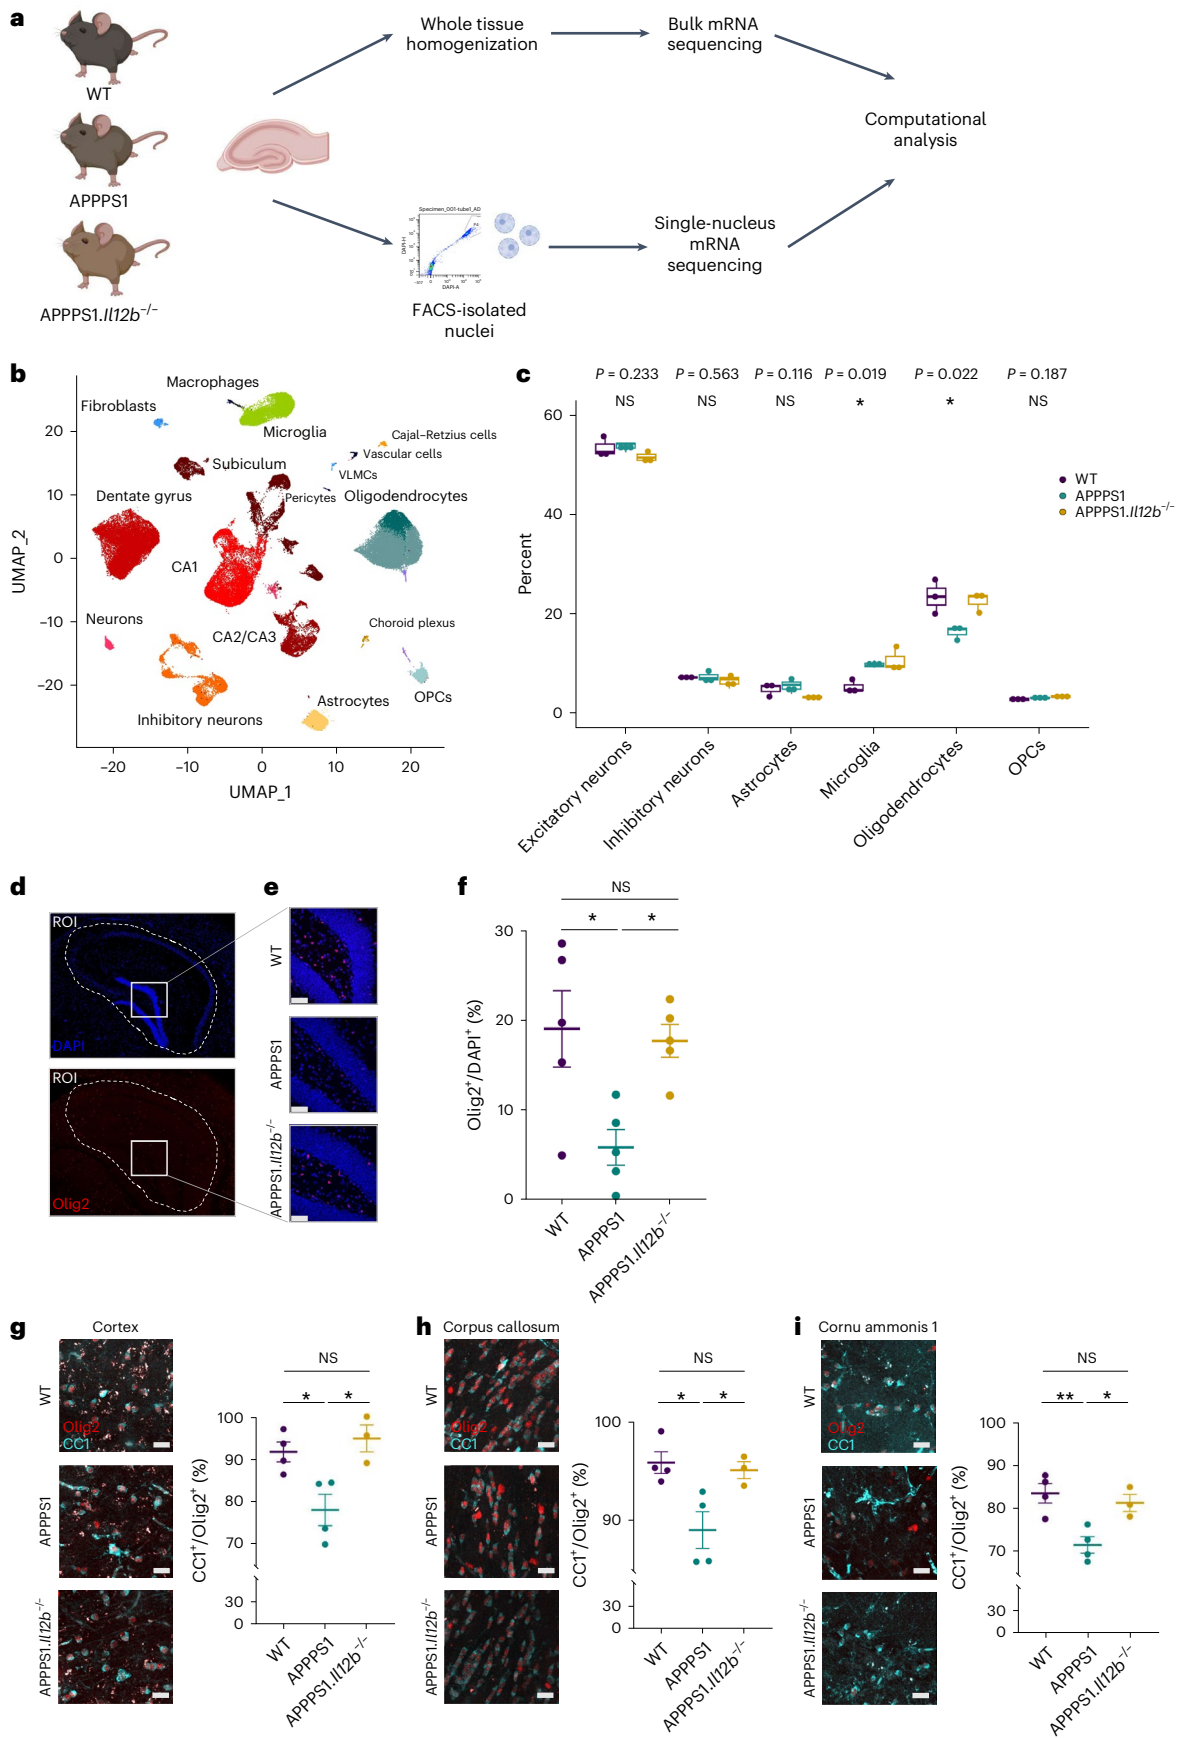 a
WT
APPPS1
APPPS1.Il12b−/−
Whole tissue
homogenization
Bulk mRNA
sequencing
Computational
analysis
Specimen_001-tube1_AD
P4
DAPI-H
DAPI-A
FACS-isolated
nuclei
Single-nucleus
mRNA
sequencing
b
UMAP_2
20
10
0
−10
−20
−20
−10
0
10
20
UMAP_1
Macrophages
Fibroblasts
Microglia
Cajal–Retzius cells
Subiculum
Vascular cells
VLMCs
Dentate gyrus
Pericytes
Oligodendrocytes
CA1
Neurons
CA2/CA3
Choroid plexus
OPCs
Astrocytes
Inhibitory neurons
c
P = 0.233
P = 0.563
P = 0.116
P = 0.019
P = 0.022
P = 0.187
NS
NS
NS
*
*
NS
Percent
60
40
20
0
WT
APPPS1
APPPS1.Il12b−/−
Excitatory neurons
Inhibitory neurons
Astrocytes
Microglia
Oligodendrocytes
OPCs
d
ROI
DAPI
ROI
Olig2
e
WT
APPPS1
APPPS1.Il12b−/−
f
NS
*
*
Olig2+/DAPI+ (%)
30
20
10
0
WT
APPPS1
APPPS1.Il12b−/−
g
Cortex
WT
Olig2
CC1
APPPS1
APPPS1.Il12b−/−
NS
*
*
CC1+/Olig2+ (%)
100
90
80
70
30
0
WT
APPPS1
APPPS1.Il12b−/−
h
Corpus callosum
WT
Olig2
CC1
APPPS1
APPPS1.Il12b−/−
NS
*
*
CC1+/Olig2+ (%)
100
90
30
0
WT
APPPS1
APPPS1.Il12b−/−
i
Cornu ammonis 1
WT
Olig2
CC1
APPPS1
APPPS1.Il12b−/−
NS
**
*
CC1+/Olig2+ (%)
100
90
80
70
30
0
WT
APPPS1
APPPS1.Il12b−/−